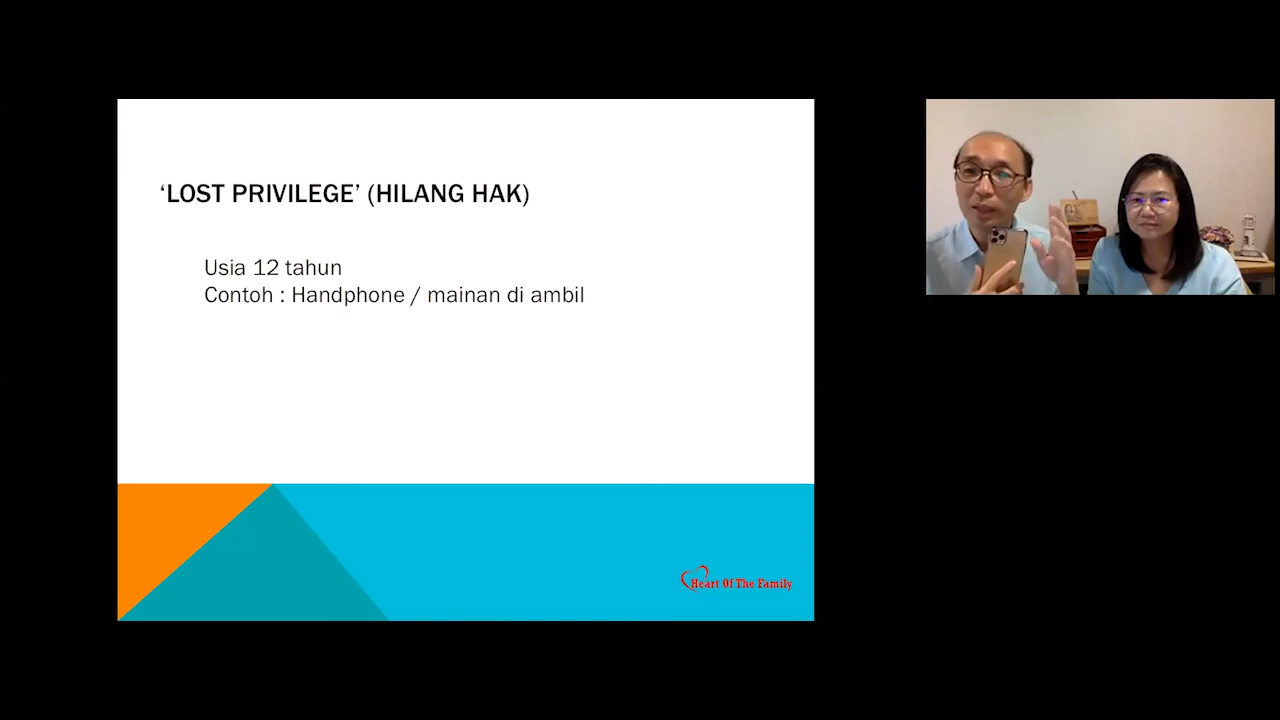 ‘LOST PRIVILEGE’ (HILANG HAK)
Usia 12 tahun
Contoh : Handphone / mainan di ambil
Heart Of The Family